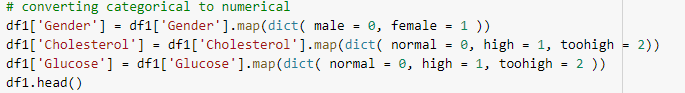 # converting categorical to numerical
df1['Gender'] = df1['Gender'].map(dict( male = 0, female = 1 ))
df1['Cholesterol'] = df1['Cholesterol'].map(dict( normal = 0, high = 1, toohigh = 2))
df1['Glucose'] = df1['Glucose'].map(dict( normal = 0, high = 1, toohigh = 2 ))
df1.head()